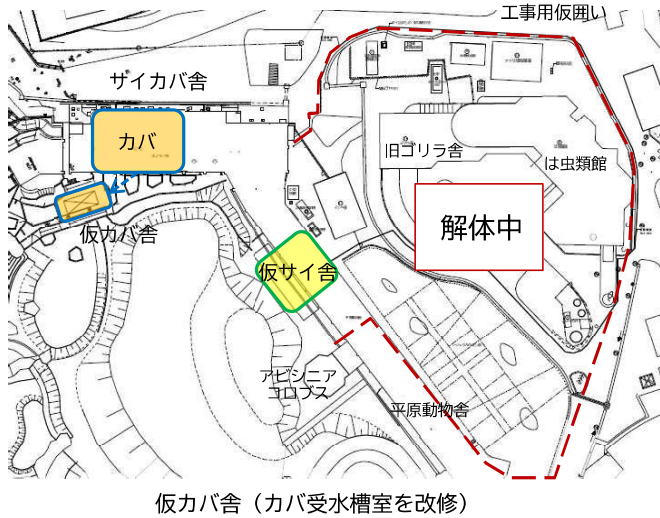 工事用仮囲い
サイカバ舎
カバ
旧ゴリラ舎
は虫類館
解体中
仮カバ舎
仮サイ舎
アビシニア
コロブス
平原動物舎
仮カバ舎（カバ受水槽室を改修）